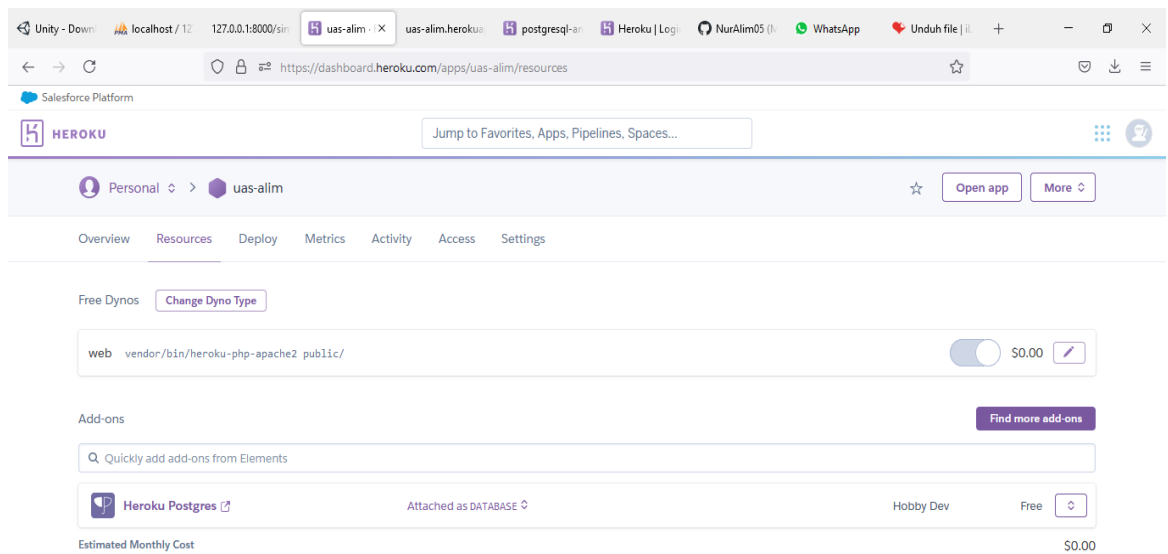 Unity - Down localhost / 12 127.0.0.1:8000/sin uas-alim · uas-alim.herokua postgresql-an Heroku | Logi NurAlim05 (N WhatsApp Unduh file | iL
https://dashboard.heroku.com/apps/uas-alim/resources
Salesforce Platform
HEROKU Jump to Favorites, Apps, Pipelines, Spaces...
Personal > uas-alim Open app More
Overview Resources Deploy Metrics Activity Access Settings
Free Dynos Change Dyno Type
web vendor/bin/heroku-php-apache2 public/ $0.00
Add-ons Find more add-ons
Quickly add add-ons from Elements
Heroku Postgres Attached as DATABASE Hobby Dev Free
Estimated Monthly Cost $0.00